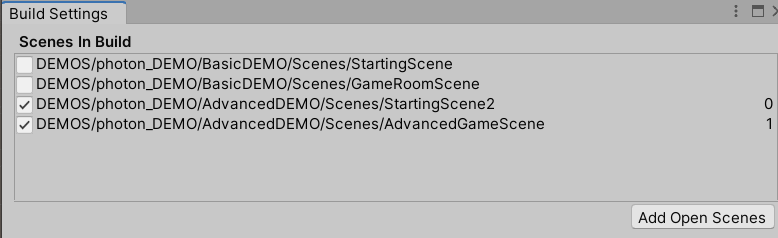 Build Settings
Scenes In Build
DEMOS/photon_DEMO/BasicDEMO/Scenes/StartingScene
DEMOS/photon_DEMO/BasicDEMO/Scenes/GameRoomScene
DEMOS/photon_DEMO/AdvancedDEMO/Scenes/StartingScene2 0
DEMOS/photon_DEMO/AdvancedDEMO/Scenes/AdvancedGameScene 1
Add Open Scenes